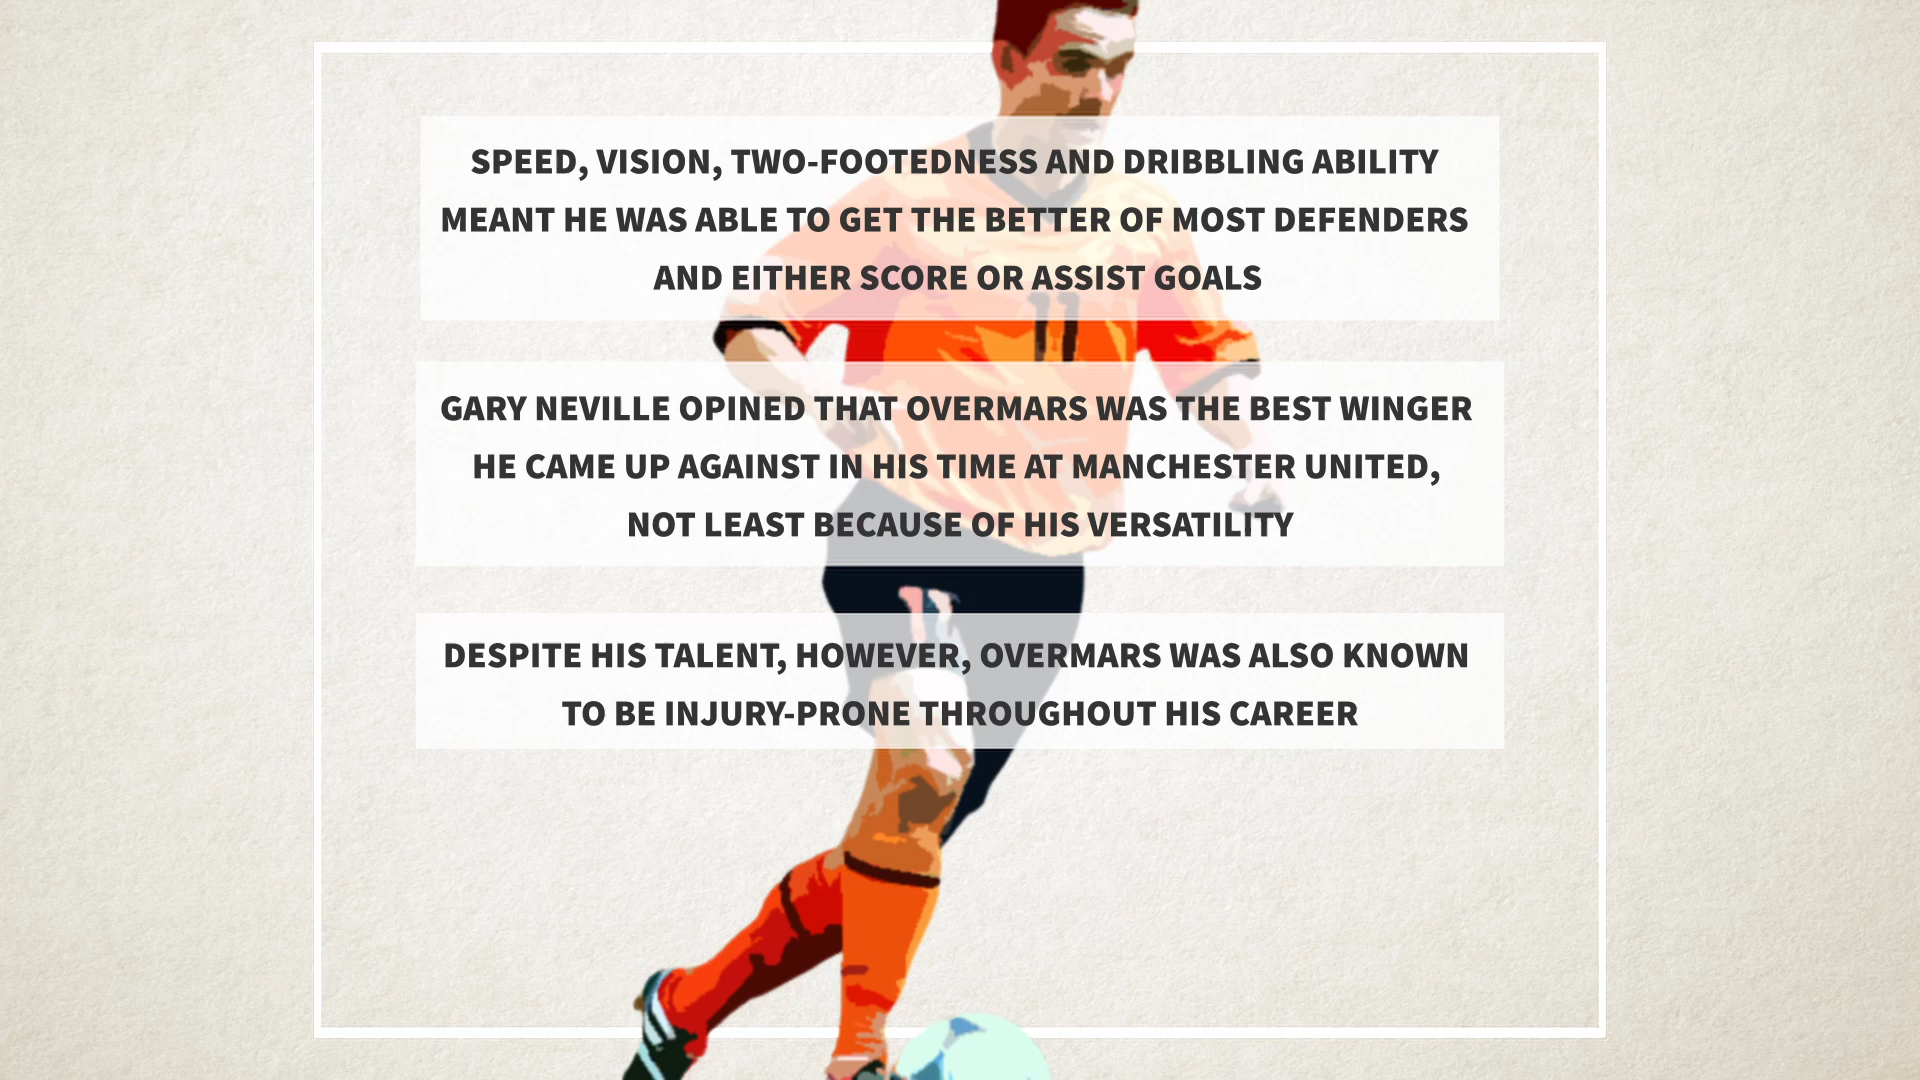 SPEED, VISION, TWO-FOOTEDNESS AND DRIBBLING ABILITY
MEANT HE WAS ABLE TO GET THE BETTER OF MOST DEFENDERS
AND EITHER SCORE OR ASSIST GOALS
11
GARY NEVILLE OPINED THAT OVERMARS WAS THE BEST WINGER
HE CAME UP AGAINST IN HIS TIME AT MANCHESTER UNITED,
NOT LEAST BECAUSE OF HIS VERSATILITY
DESPITE HIS TALENT, HOWEVER, OVERMARS WAS ALSO KNOWN
TO BE INJURY-PRONE THROUGHOUT HIS CAREER